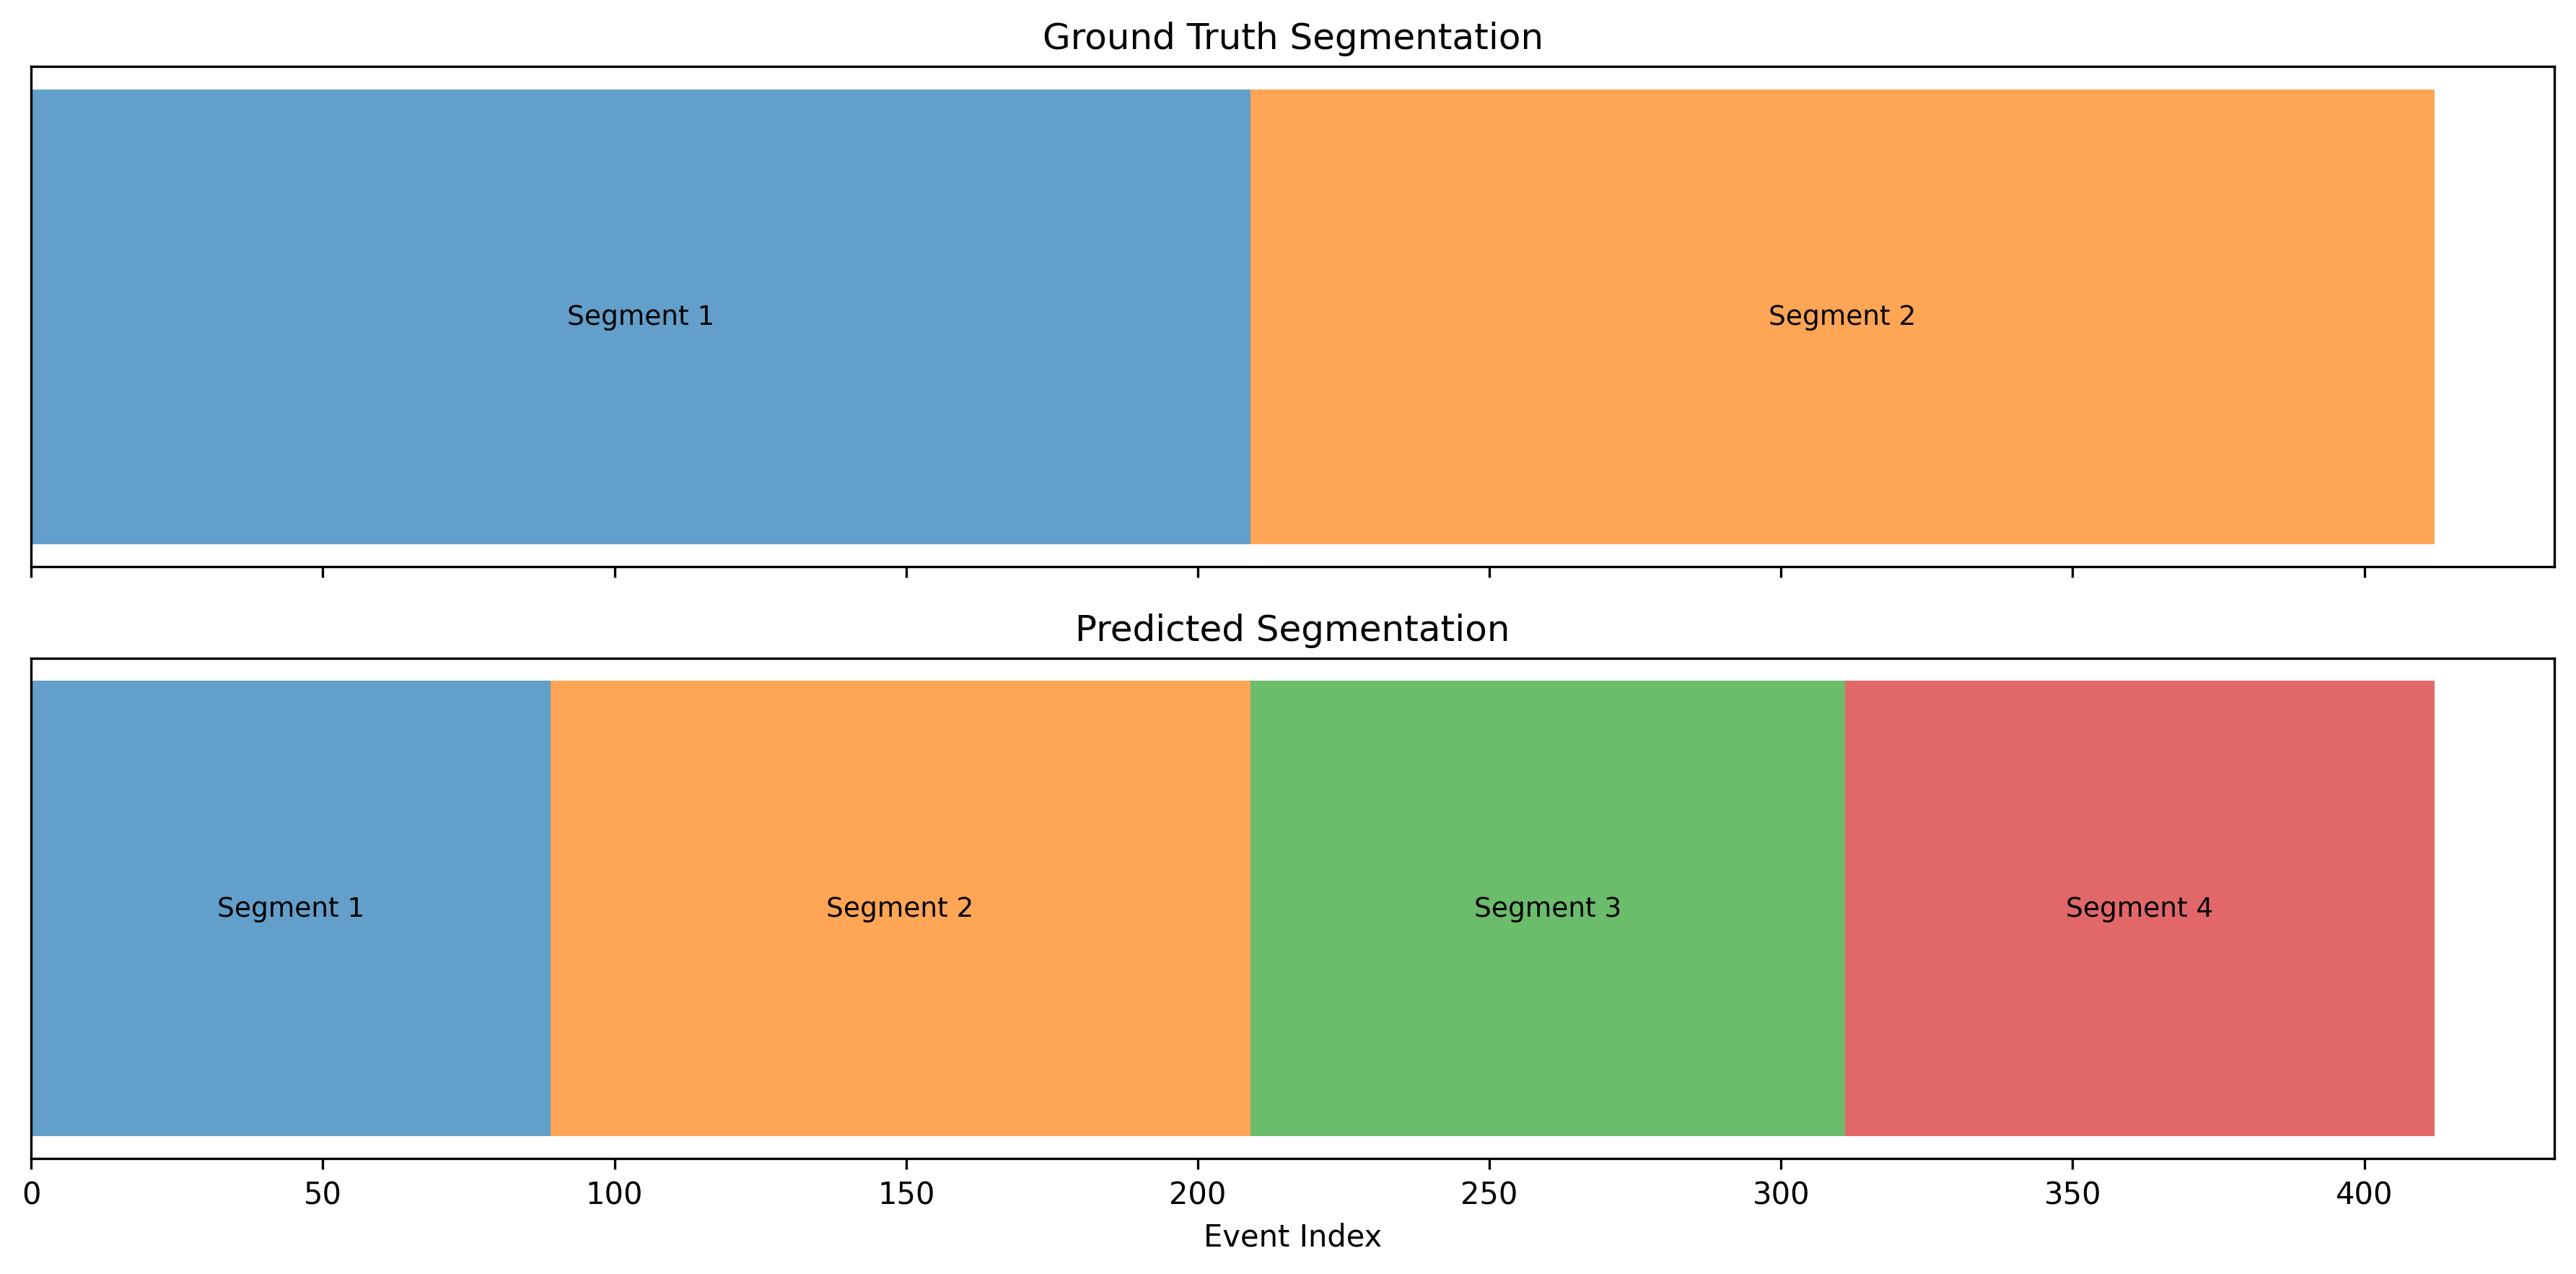 Ground Truth Segmentation
Segment 1 Segment 2
Predicted Segmentation
Segment 1 Segment 2 Segment 3 Segment 4
0 50 100 150 200 250 300 350 400
Event Index